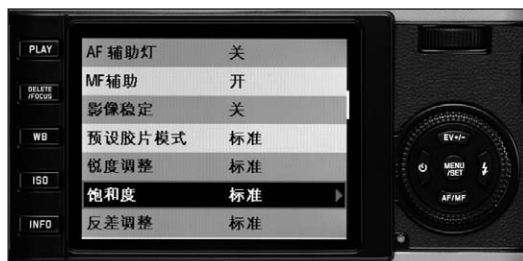 PLAY
DELETE
/FOCUS
WB
ISO
INFO
AF 辅助灯 关
MF辅助 开
影像稳定 关
预设胶片模式 标准
锐度调整 标准
饱和度 标准
反差调整 标准
EV+/-
MENU
/SET
AF/MF